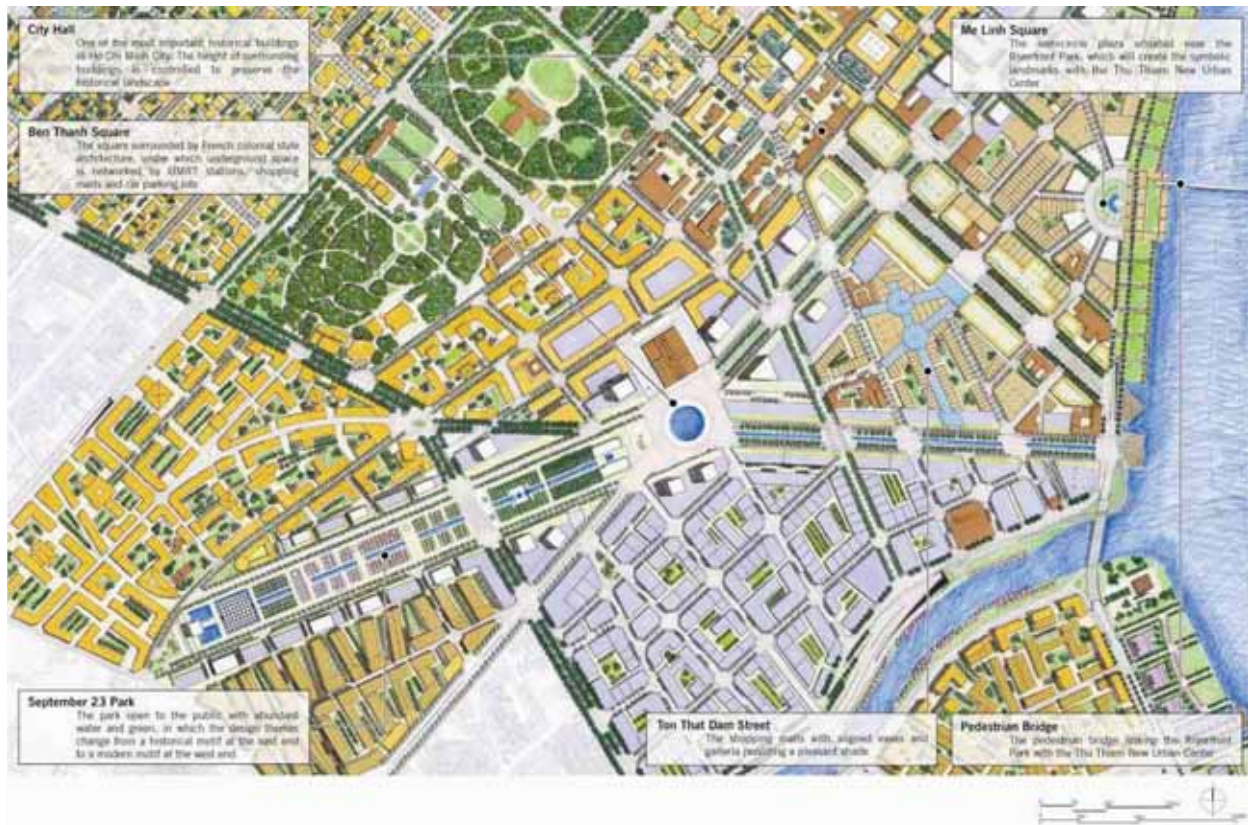 City Hall
One of the most important historical buildings
in Ho Chi Minh City. The height of surrounding
buildings is controlled to preserve the
historical landscape
Ben Thanh Square
The square surrounded by French colonial style
architecture, under which underground space
is networked by UMRT stations, shopping
malls and car parking lots
Me Linh Square
The semi-circle plaza situated near the
Riverfront Park, which will create the symbolic
landmarks with the Thu Thiem New Urban
Center
September 23 Park
The park open to the public with abundant
water and green, in which the design themes
change from a historical motif at the east end
to a modern motif at the west end
Ton That Dam Street
The shopping malls with aligned eaves and
galleria providing a pleasant shade
Pedestrian Bridge
The pedestrian bridge linking the Riverfront
Park with the Thu Thiem New Urban Center